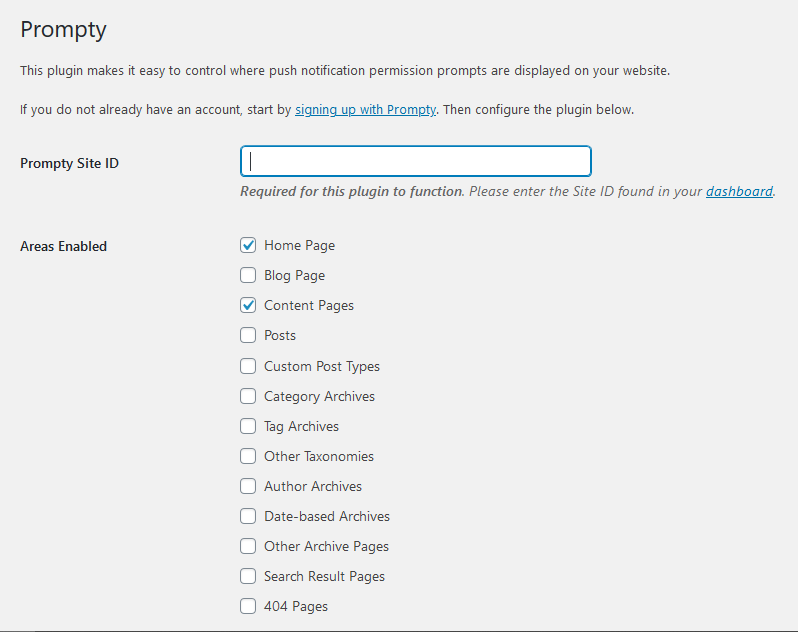 Prompty
This plugin makes it easy to control where push notification permission prompts are displayed on your website.
If you do not already have an account, start by signing up with Prompty. Then configure the plugin below.
Prompty Site ID
Required for this plugin to function. Please enter the Site ID found in your dashboard.
Areas Enabled
Home Page
Blog Page
Content Pages
Posts
Custom Post Types
Category Archives
Tag Archives
Other Taxonomies
Author Archives
Date-based Archives
Other Archive Pages
Search Result Pages
404 Pages